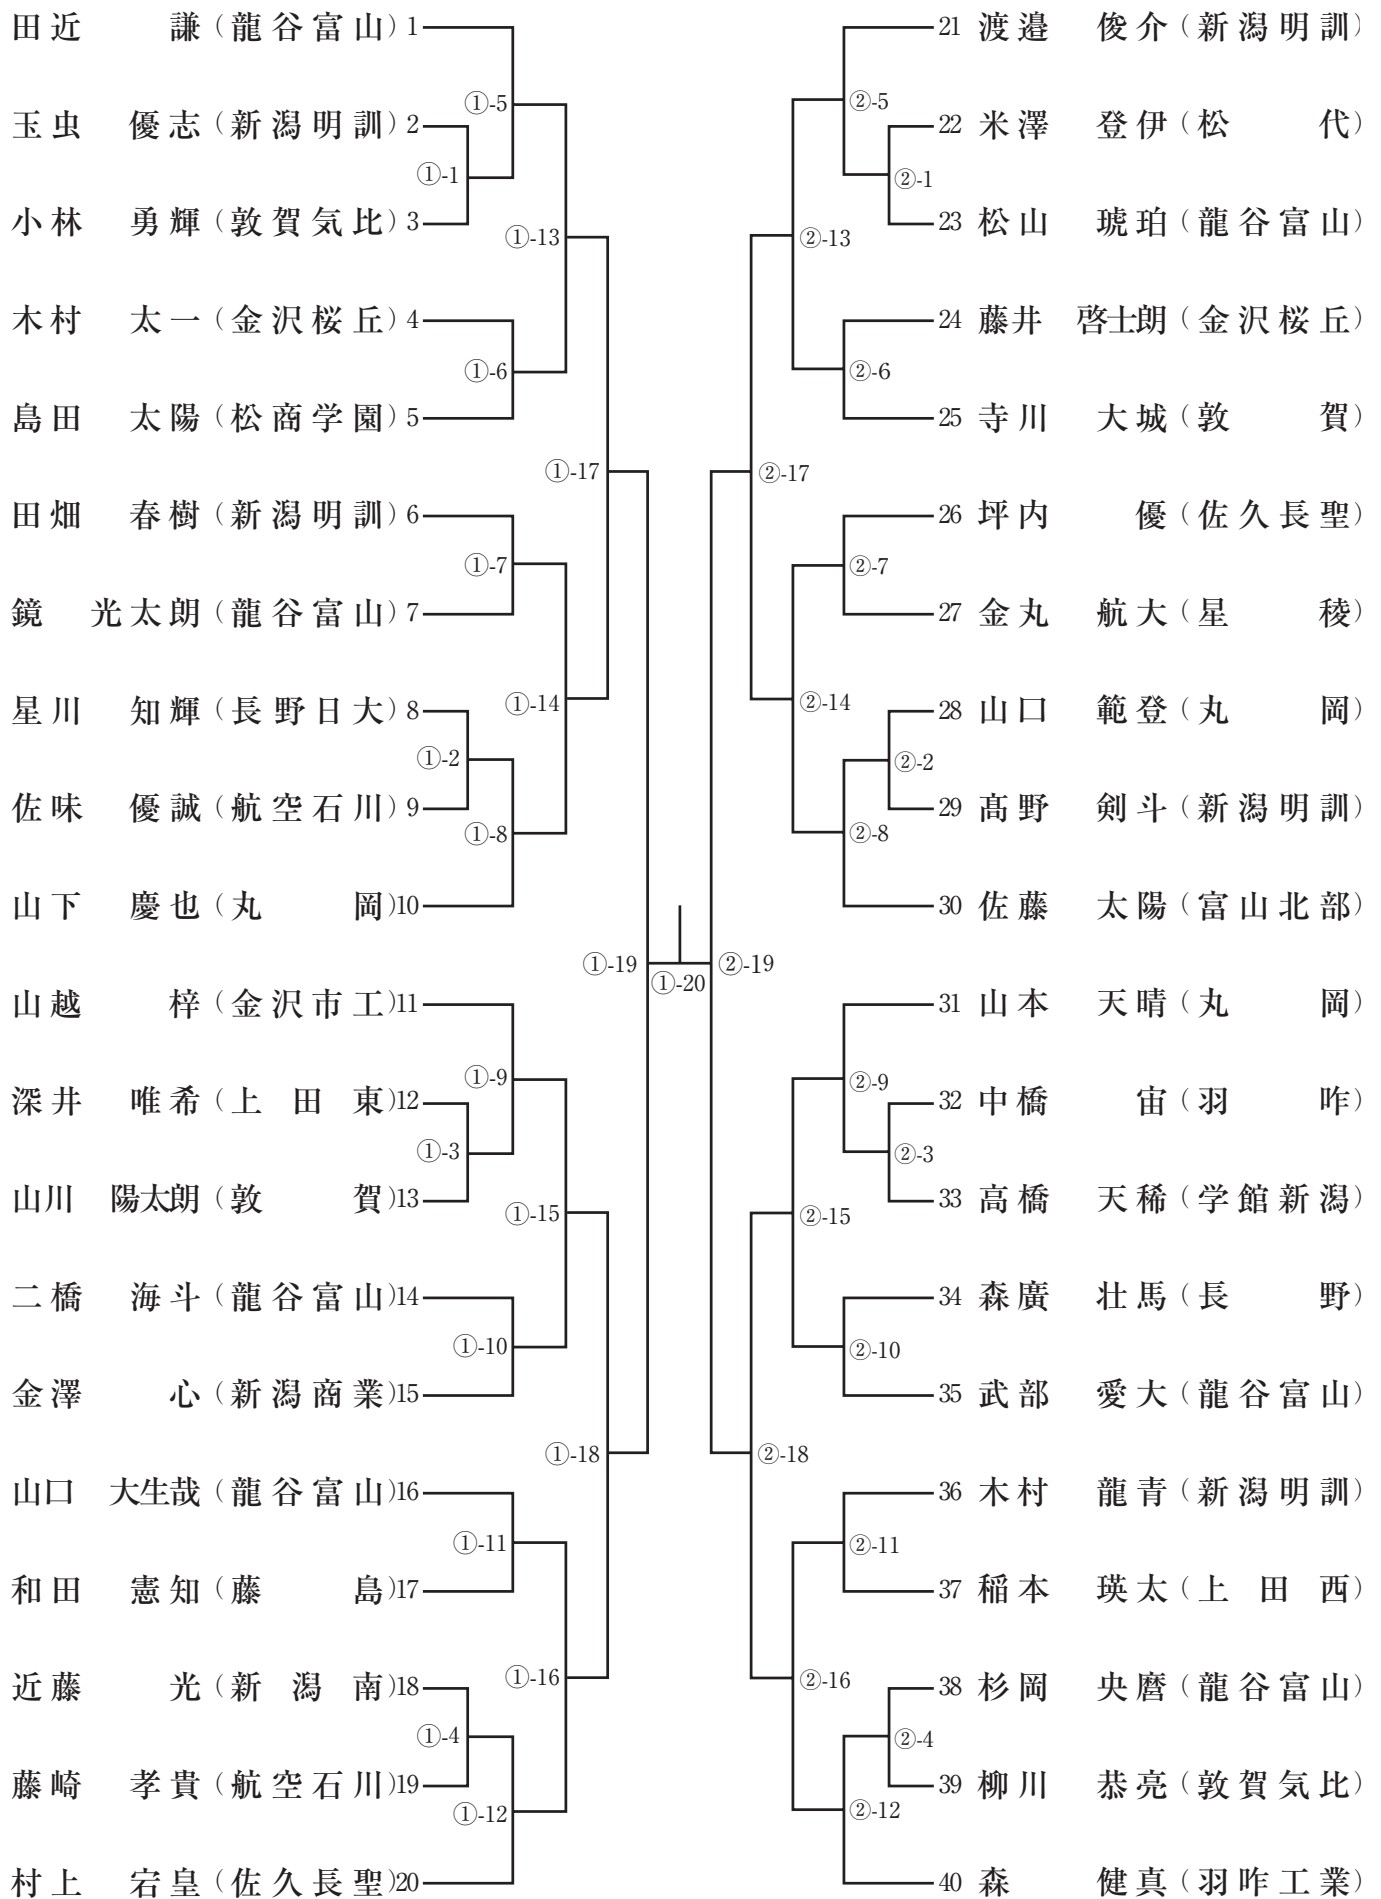 田近 謙（龍谷富山）1
①-5
玉虫 優志（新潟明訓）2
①-1
小林 勇輝（敦賀気比）3
①-13
木村 太一（金沢桜丘）4
①-6
島田 太陽（松商学園）5
①-17
田畑 春樹（新潟明訓）6
①-7
鏡 光太朗（龍谷富山）7
①-14
星川 知輝（長野日大）8
①-2
佐味 優誠（航空石川）9
①-8
山下 慶也（丸岡）10
①-19
山越 梓（金沢市工）11
①-9
深井 唯希（上田東）12
①-3
山川 陽太朗（敦賀）13
①-15
二橋 海斗（龍谷富山）14
①-10
金澤 心（新潟商業）15
①-18
山口 大生哉（龍谷富山）16
①-11
和田 憲知（藤島）17
①-16
近藤 光（新潟南）18
①-4
藤崎 孝貴（航空石川）19
①-12
村上 宕皇（佐久長聖）20
①-20
21 渡邉 俊介（新潟明訓）
②-5
22 米澤 登伊（松代）
②-1
23 松山 琥珀（龍谷富山）
②-13
24 藤井 啓士朗（金沢桜丘）
②-6
25 寺川 大城（敦賀）
②-17
26 坪内 優（佐久長聖）
②-7
27 金丸 航大（星稜）
②-14
28 山口 範登（丸岡）
②-2
29 髙野 剣斗（新潟明訓）
②-8
30 佐藤 太陽（富山北部）
②-19
31 山本 天晴（丸岡）
②-9
32 中橋 宙（羽咋）
②-3
33 高橋 天稀（学館新潟）
②-15
34 森廣 壮馬（長野）
②-10
35 武部 愛大（龍谷富山）
②-18
36 木村 龍青（新潟明訓）
②-11
37 稲本 瑛太（上田西）
②-16
38 杉岡 央麿（龍谷富山）
②-4
39 柳川 恭亮（敦賀気比）
②-12
40 森 健真（羽咋工業）